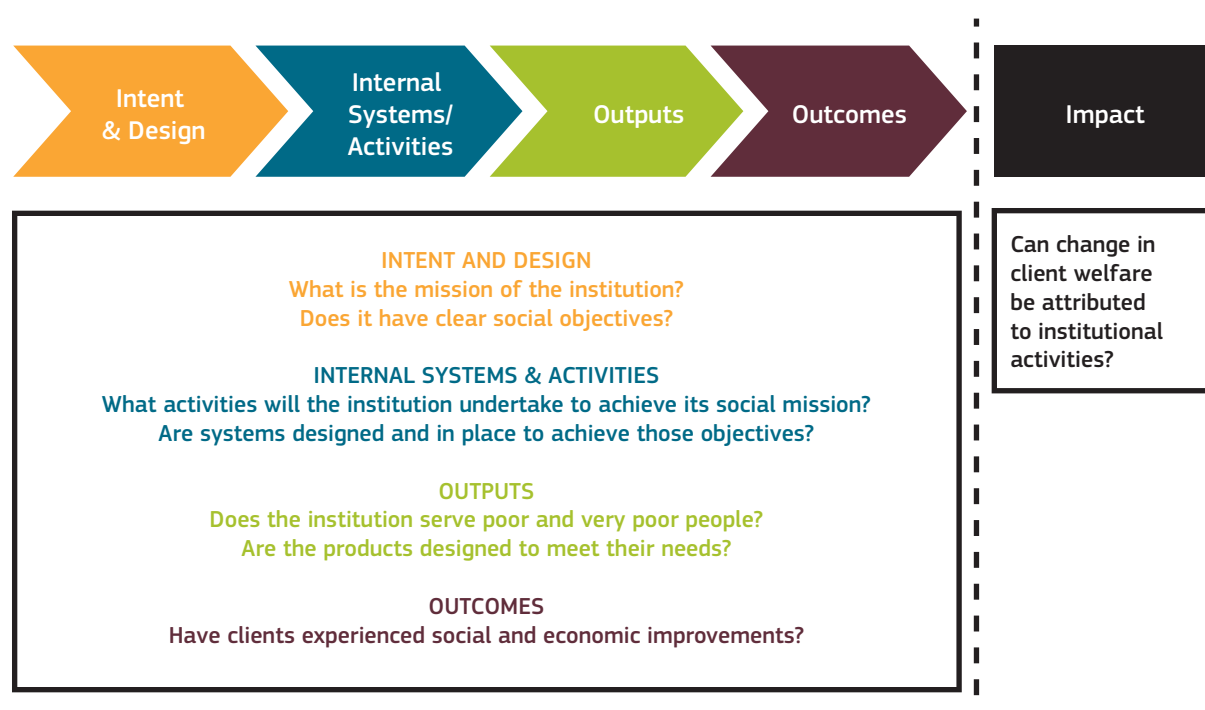 Intent
& Design
Internal
Systems/
Activities
Outputs
Outcomes
Impact
INTENT AND DESIGN
What is the mission of the institution?
Does it have clear social objectives?
INTERNAL SYSTEMS & ACTIVITIES
What activities will the institution undertake to achieve its social mission?
Are systems designed and in place to achieve those objectives?
OUTPUTS
Does the institution serve poor and very poor people?
Are the products designed to meet their needs?
OUTCOMES
Have clients experienced social and economic improvements?
Can change in
client welfare
be attributed
to institutional
activities?